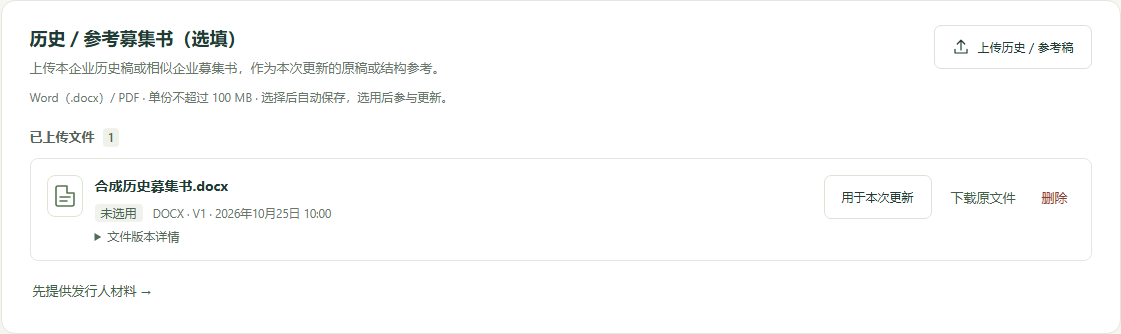 历史 / 参考募集书（选填）
上传历史 / 参考稿
上传本企业历史稿或相似企业募集书，作为本次更新的原稿或结构参考。
Word（.docx）/ PDF · 单份不超过 100 MB · 选择后自动保存，选用后参与更新。
已上传文件 1
合成历史募集书.docx
未选用 DOCX · V1 · 2026年10月25日 10:00
▶ 文件版本详情
用于本次更新 下载原文件 删除
先提供发行人材料 →